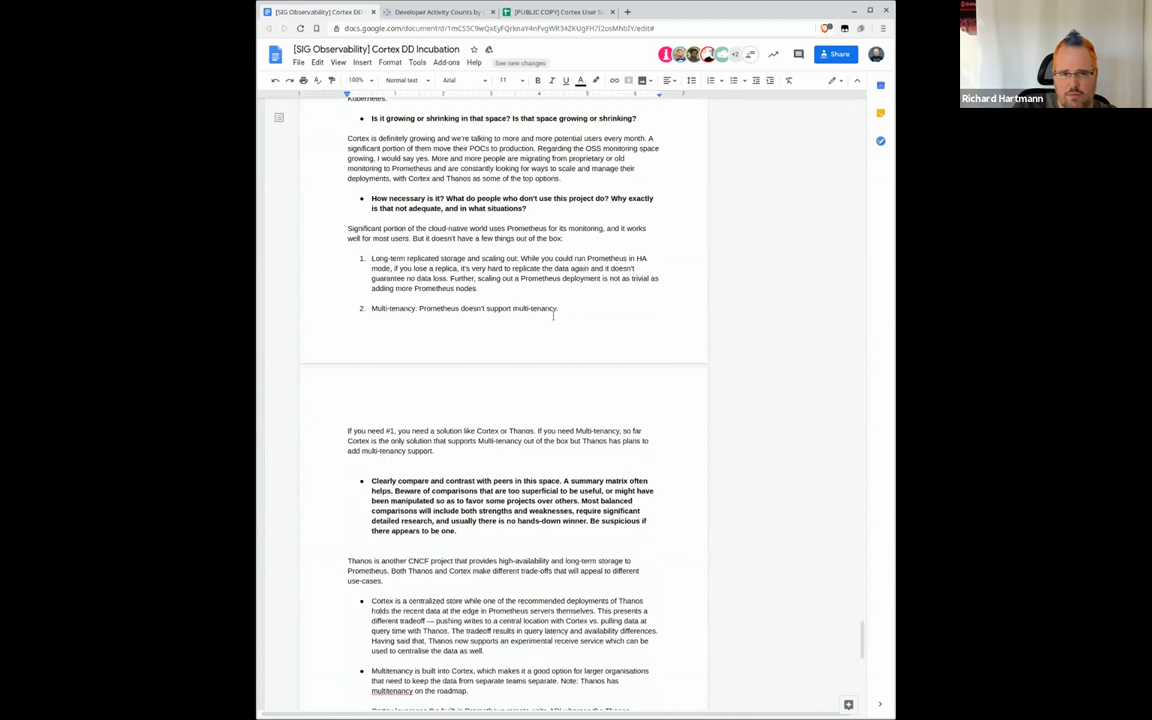 [SIG Observability] Cortex DD
Developer Activity Counts by
[PUBLIC COPY] Cortex User S
docs.google.com/document/d/
[SIG Observability] Cortex DD Incubation
File Edit View Insert Format Tools Add-ons Help See new changes
+2
Share
100% Normal text Arial 11
Richard Hartmann
Kubernetes.
Is it growing or shrinking in that space? Is that space growing or shrinking?
Cortex is definitely growing and we're talking to more and more potential users every month. A
significant portion of them move their POCs to production. Regarding the OSS monitoring space
growing, I would say yes. More and more people are migrating from proprietary or old
monitoring to Prometheus and are constantly looking for ways to scale and manage their
deployments, with Cortex and Thanos as some of the top options.
How necessary is it? What do people who don't use this project do? Why exactly
is that not adequate, and in what situations?
Significant portion of the cloud-native world uses Prometheus for its monitoring, and it works
well for most users. But it doesn't have a few things out of the box:
1. Long-term replicated storage and scaling out: While you could run Prometheus in HA
mode, if you lose a replica, it's very hard to replicate the data again and it doesn't
guarantee no data loss. Further, scaling out a Prometheus deployment is not as trivial as
adding more Prometheus nodes.
2. Multi-tenancy: Prometheus doesn't support multi-tenancy.
If you need #1, you need a solution like Cortex or Thanos. If you need Multi-tenancy, so far
Cortex is the only solution that supports Multi-tenancy out of the box but Thanos has plans to
add multi-tenancy support.
Clearly compare and contrast with peers in this space. A summary matrix often
helps. Beware of comparisons that are too superficial to be useful, or might have
been manipulated so as to favor some projects over others. Most balanced
comparisons will include both strengths and weaknesses, require significant
detailed research, and usually there is no hands-down winner. Be suspicious if
there appears to be one.
Thanos is another CNCF project that provides high-availability and long-term storage to
Prometheus. Both Thanos and Cortex make different trade-offs that will appeal to different
use-cases.
Cortex is a centralized store while one of the recommended deployments of Thanos
holds the recent data at the edge in Prometheus servers themselves. This presents a
different tradeoff — pushing writes to a central location with Cortex vs. pulling data at
query time with Thanos. The tradeoff results in query latency and availability differences.
Having said that, Thanos now supports an experimental receive service which can be
used to centralise the data as well.
Multitenancy is built into Cortex, which makes it a good option for larger organisations
that need to keep the data from separate teams separate. Note: Thanos has
multitenancy on the roadmap.